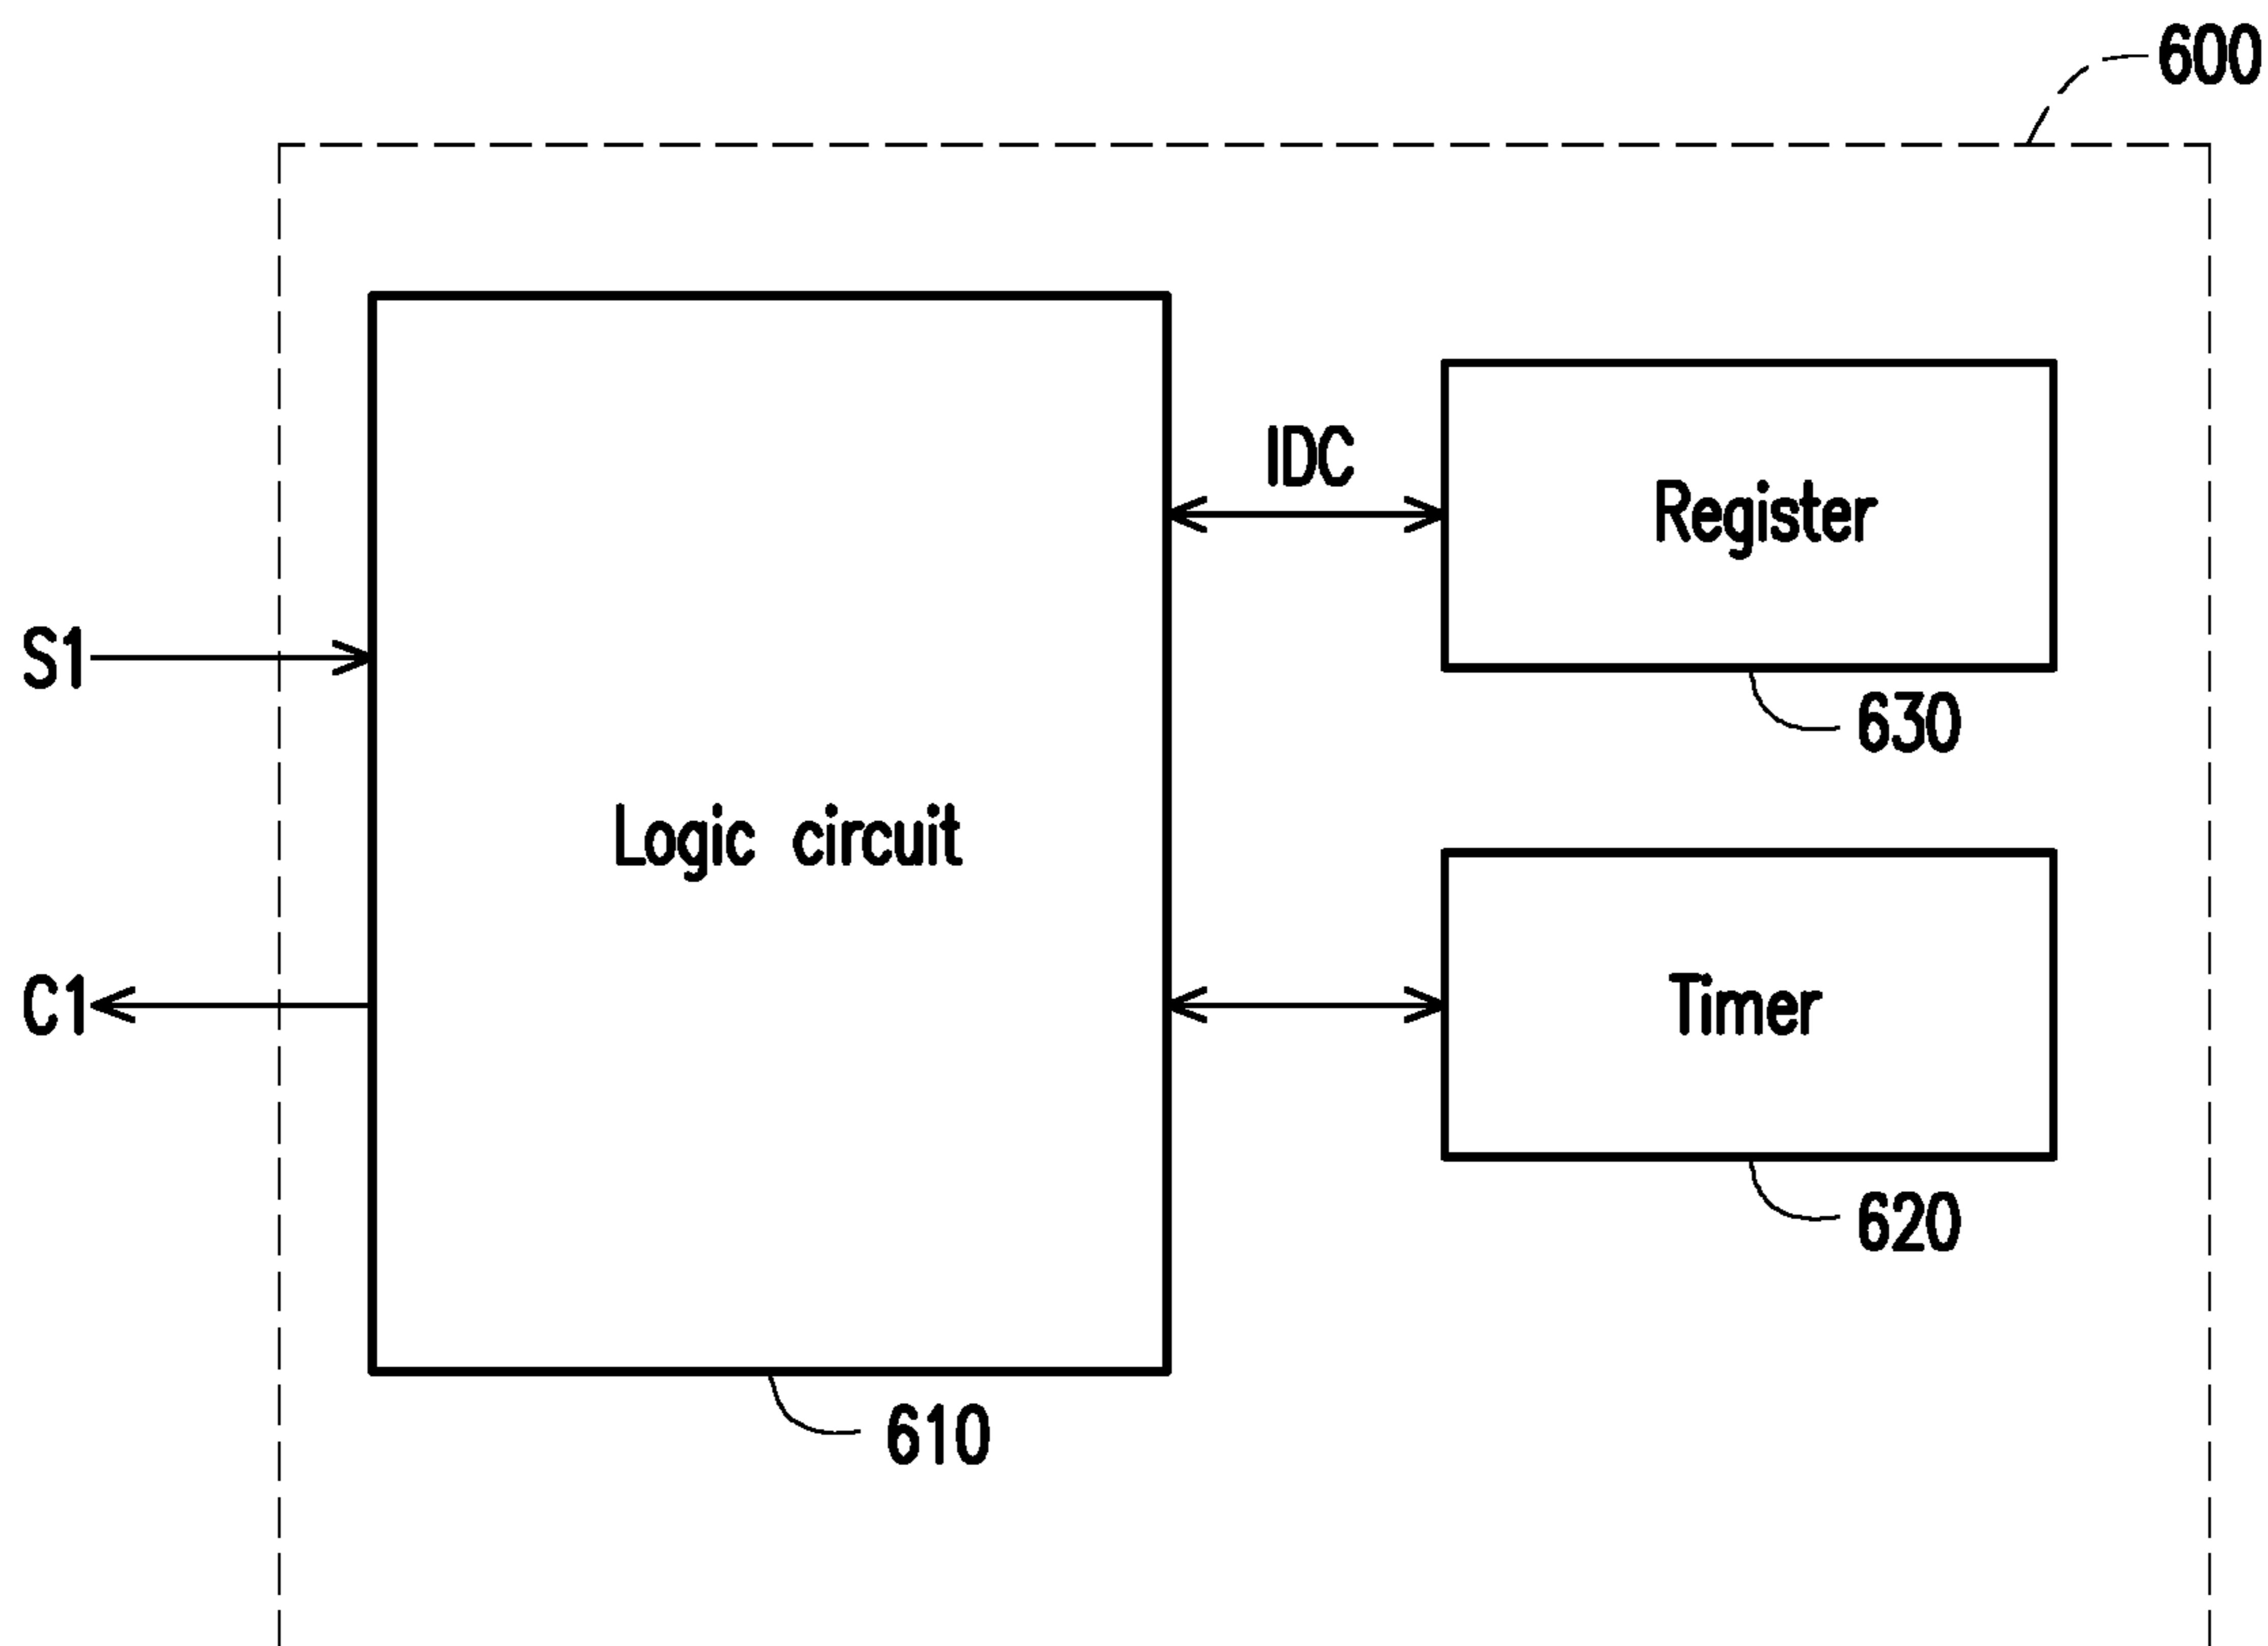 600
IDC
Register
S1
630
Logic circuit
C1
Timer
620
610